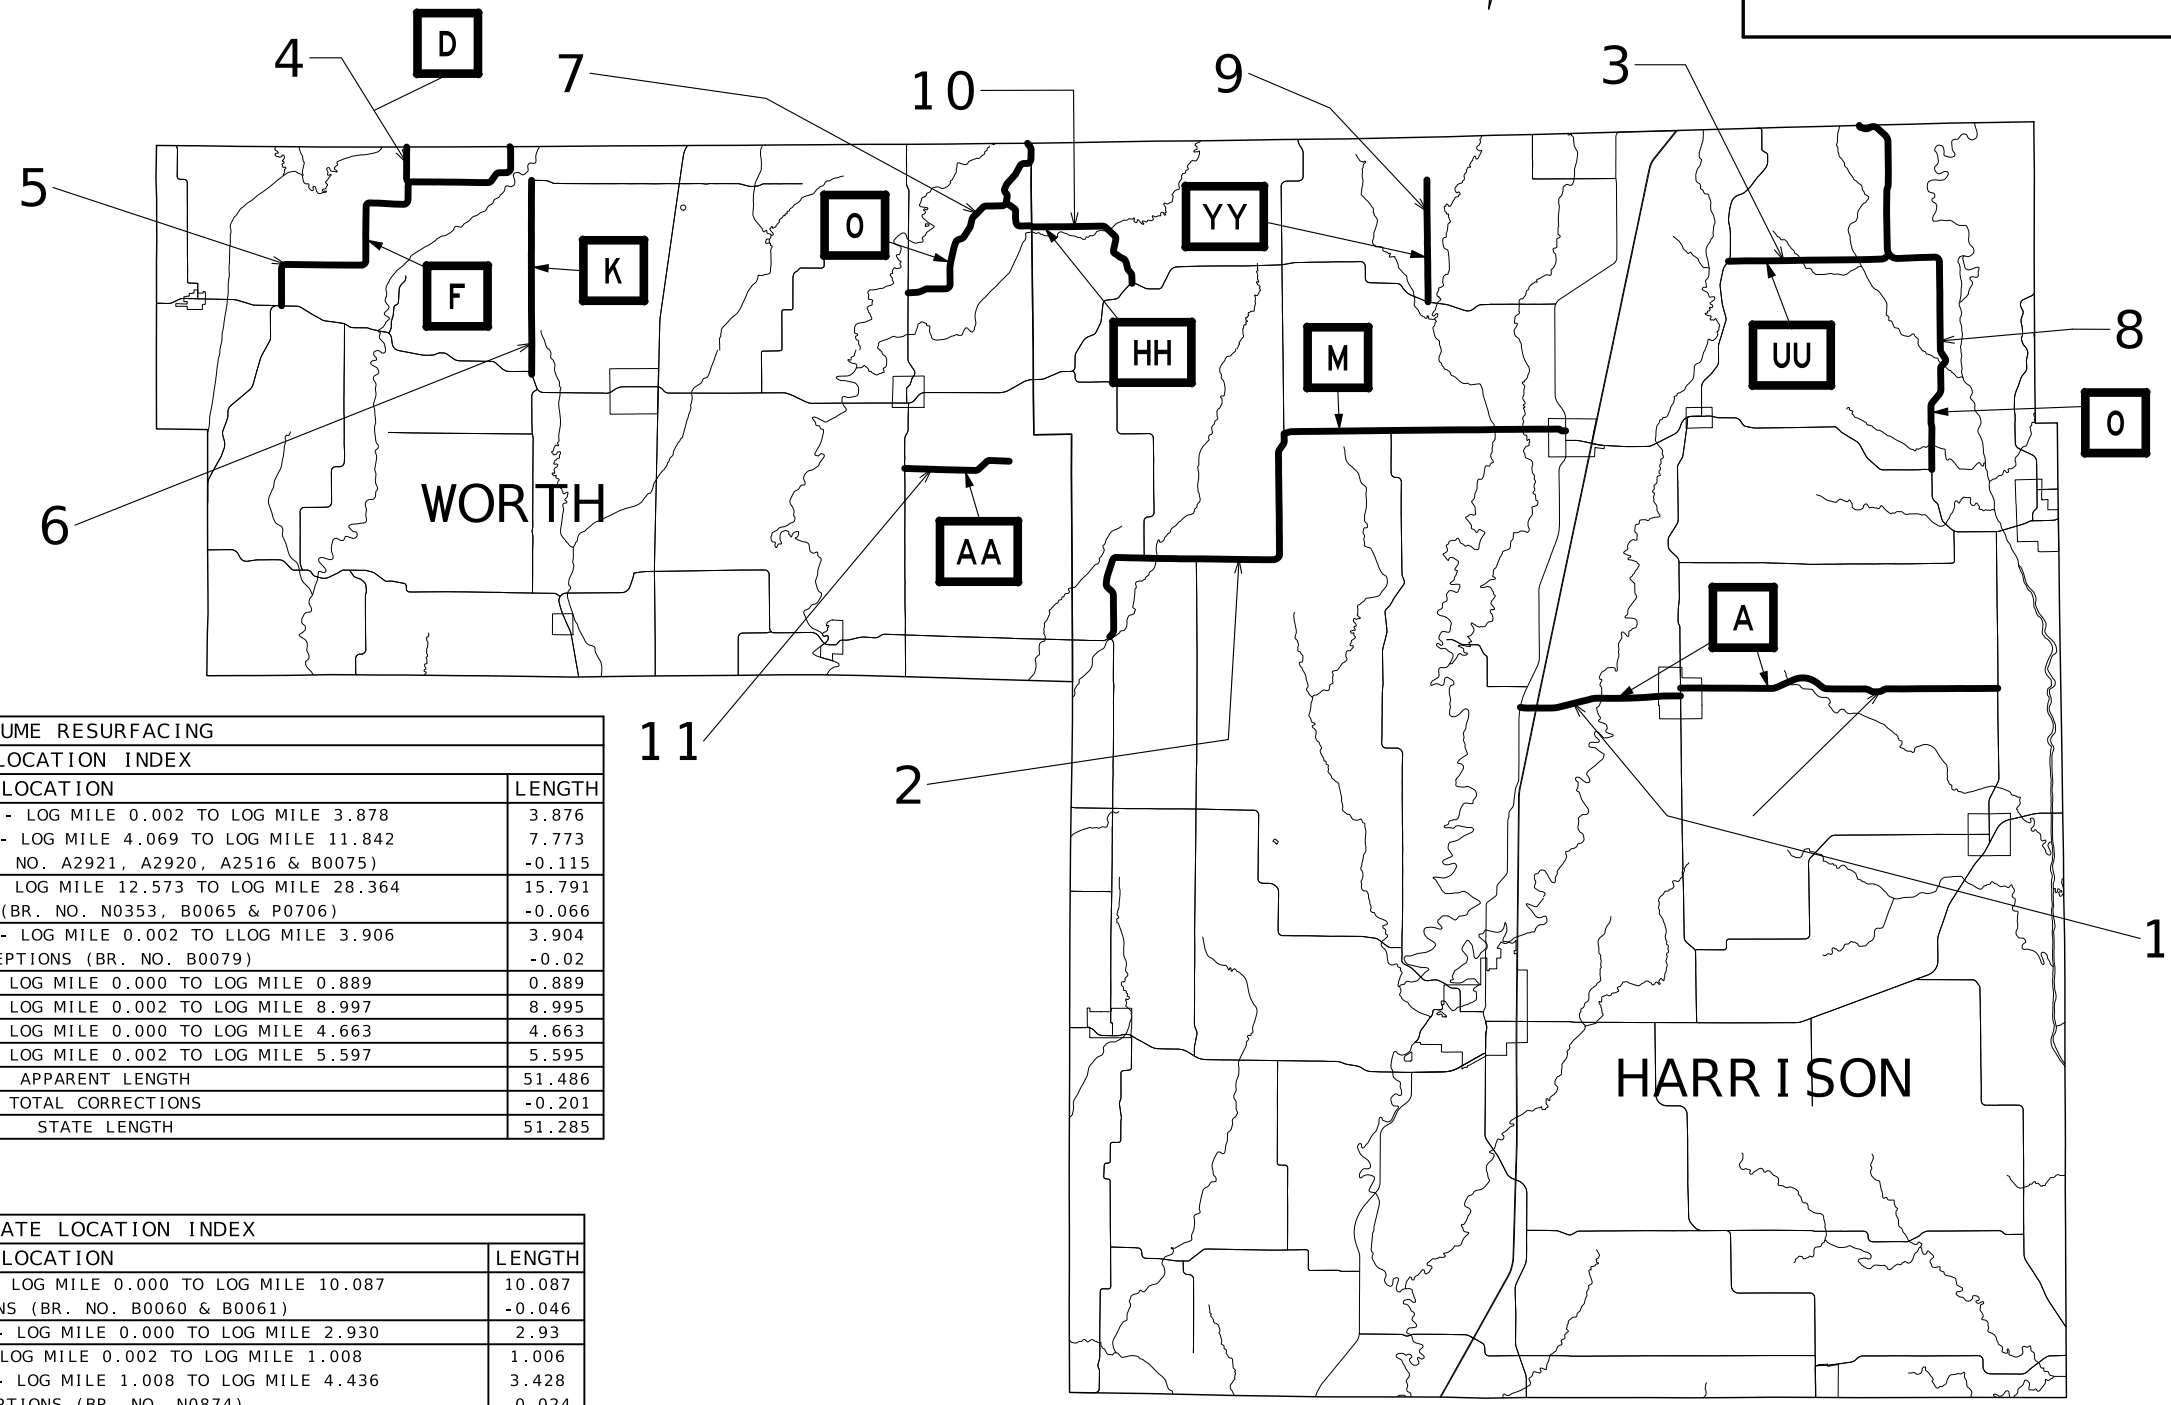 D
4
7
10
9
3
5
O
YY
K
F
HH
M
UU
8
O
WORTH
6
AA
A
UME RESURFACING
LOCATION INDEX
LOCATION LENGTH
- LOG MILE 0.002 TO LOG MILE 3.878 3.876
- LOG MILE 4.069 TO LOG MILE 11.842 7.773
NO. A2921, A2920, A2516 & B0075) -0.115
LOG MILE 12.573 TO LOG MILE 28.364 15.791
(BR. NO. N0353, B0065 & P0706) -0.066
- LOG MILE 0.002 TO LLOG MILE 3.906 3.904
EPTIONS (BR. NO. B0079) -0.02
LOG MILE 0.000 TO LOG MILE 0.889 0.889
LOG MILE 0.002 TO LOG MILE 8.997 8.995
LOG MILE 0.000 TO LOG MILE 4.663 4.663
LOG MILE 0.002 TO LOG MILE 5.597 5.595
APPARENT LENGTH 51.486
TOTAL CORRECTIONS -0.201
STATE LENGTH 51.285
11
2
1
HARRISON
ATE LOCATION INDEX
LOCATION LENGTH
LOG MILE 0.000 TO LOG MILE 10.087 10.087
NS (BR. NO. B0060 & B0061) -0.046
- LOG MILE 0.000 TO LOG MILE 2.930 2.93
LOG MILE 0.002 TO LOG MILE 1.008 1.006
- LOG MILE 1.008 TO LOG MILE 4.436 3.428
PTIONS (BR. NO. N0874) 0.024